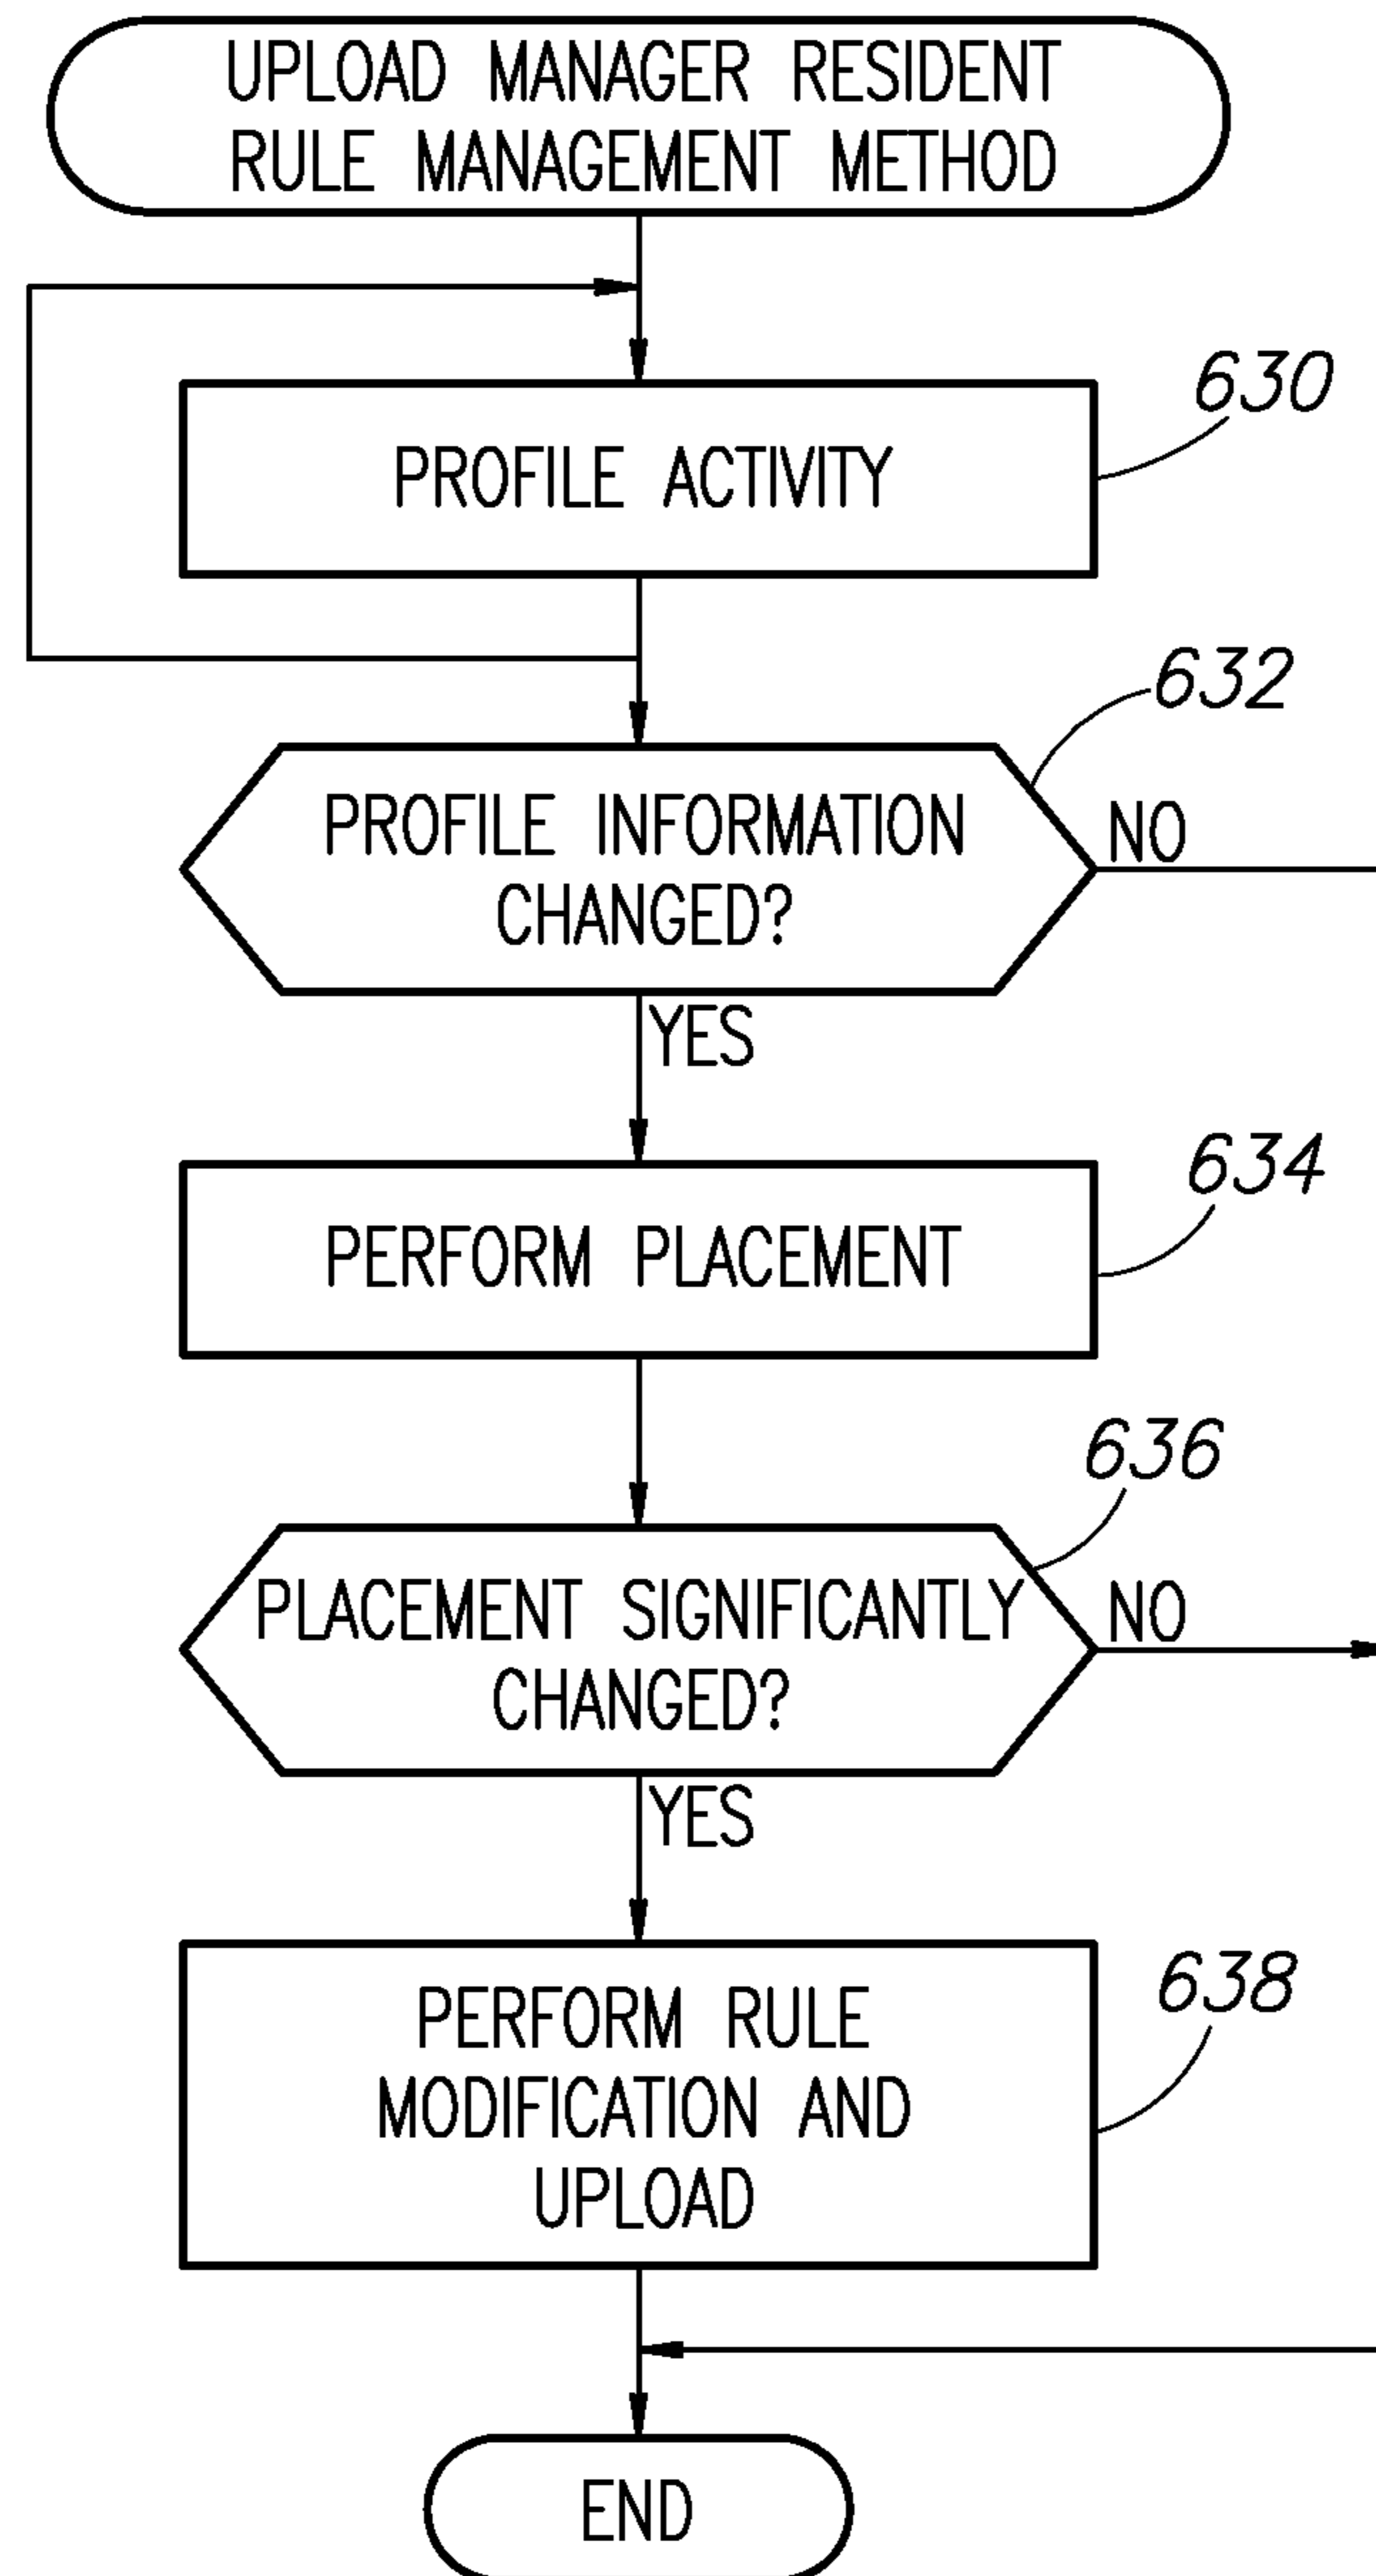 UPLOAD MANAGER RESIDENT
RULE MANAGEMENT METHOD
630
PROFILE ACTIVITY
632
PROFILE INFORMATION
CHANGED?
NO
YES
634
PERFORM PLACEMENT
636
PLACEMENT SIGNIFICANTLY
CHANGED?
NO
YES
638
PERFORM RULE
MODIFICATION AND
UPLOAD
END